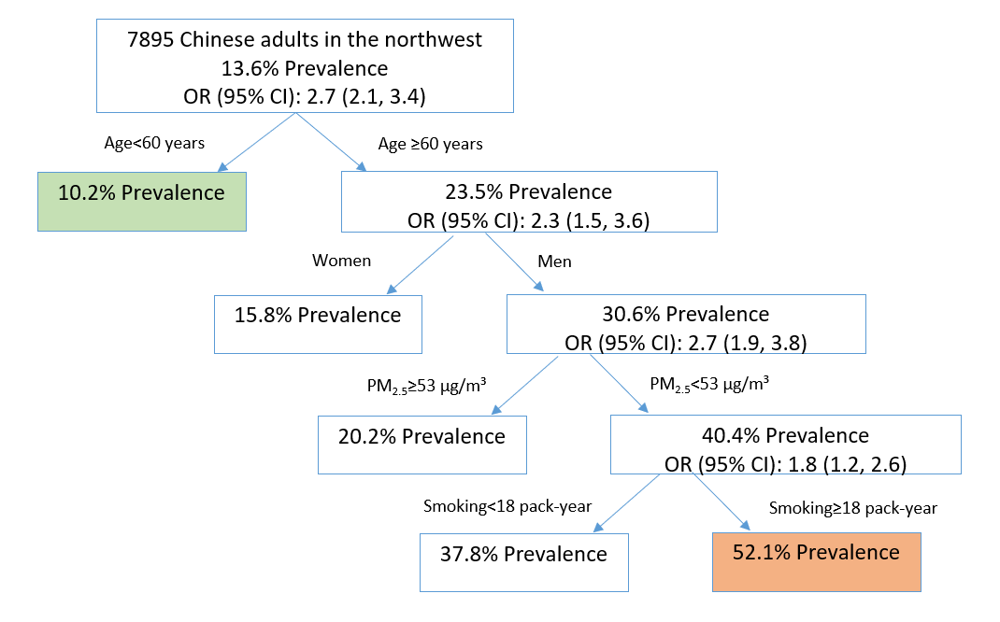 7895 Chinese adults in the northwest
13.6% Prevalence
OR (95% CI): 2.7 (2.1, 3.4)
Age<60 years
Age ≥60 years
10.2% Prevalence
23.5% Prevalence
OR (95% CI): 2.3 (1.5, 3.6)
Women
Men
15.8% Prevalence
30.6% Prevalence
OR (95% CI): 2.7 (1.9, 3.8)
PM2.5≥53 µg/m³
PM2.5<53 µg/m³
20.2% Prevalence
40.4% Prevalence
OR (95% CI): 1.8 (1.2, 2.6)
Smoking<18 pack-year
Smoking≥18 pack-year
37.8% Prevalence
52.1% Prevalence